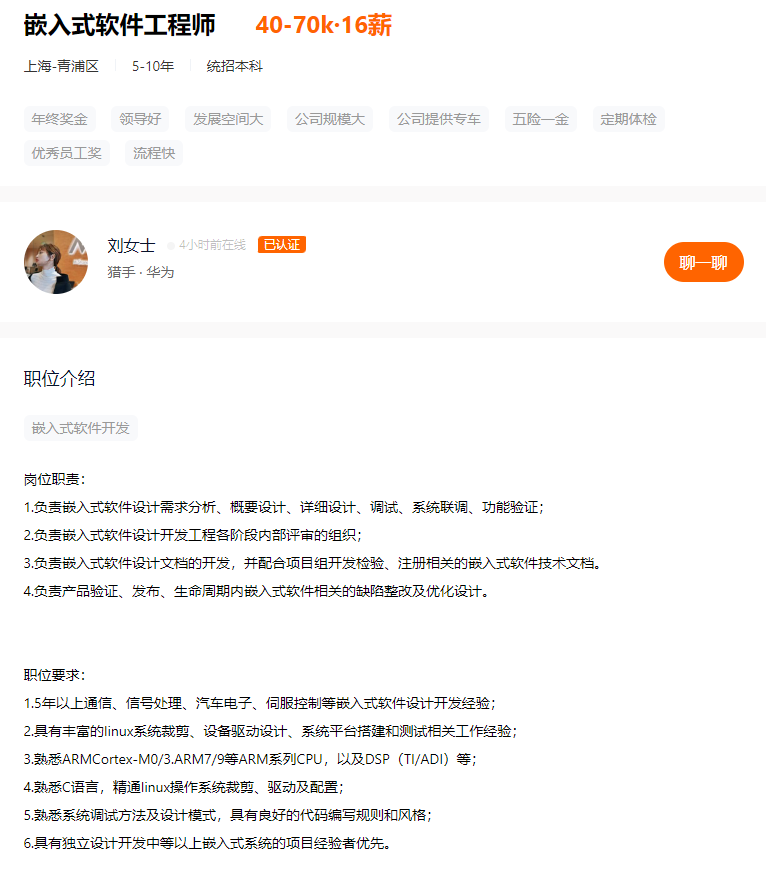 嵌入式软件工程师 40-70k·16薪
上海-青浦区 5-10年 统招本科
年终奖金 领导好 发展空间大 公司规模大 公司提供专车 五险一金 定期体检
优秀员工奖 流程快
刘女士 4小时前在线 已认证
猎手 · 华为
聊一聊
职位介绍
嵌入式软件开发
岗位职责：
1.负责嵌入式软件设计需求分析、概要设计、详细设计、调试、系统联调、功能验证；
2.负责嵌入式软件设计开发工程各阶段内部评审的组织；
3.负责嵌入式软件设计文档的开发，并配合项目组开发检验、注册相关的嵌入式软件技术文档。
4.负责产品验证、发布、生命周期内嵌入式软件相关的缺陷整改及优化设计。
职位要求：
1.5年以上通信、信号处理、汽车电子、伺服控制等嵌入式软件设计开发经验；
2.具有丰富的linux系统裁剪、设备驱动设计、系统平台搭建和测试相关工作经验；
3.熟悉ARMCortex-M0/3.ARM7/9等ARM系列CPU，以及DSP（TI/ADI）等；
4.熟悉C语言，精通linux操作系统裁剪、驱动及配置；
5.熟悉系统调试方法及设计模式，具有良好的代码编写规则和风格；
6.具有独立设计开发中等以上嵌入式系统的项目经验者优先。